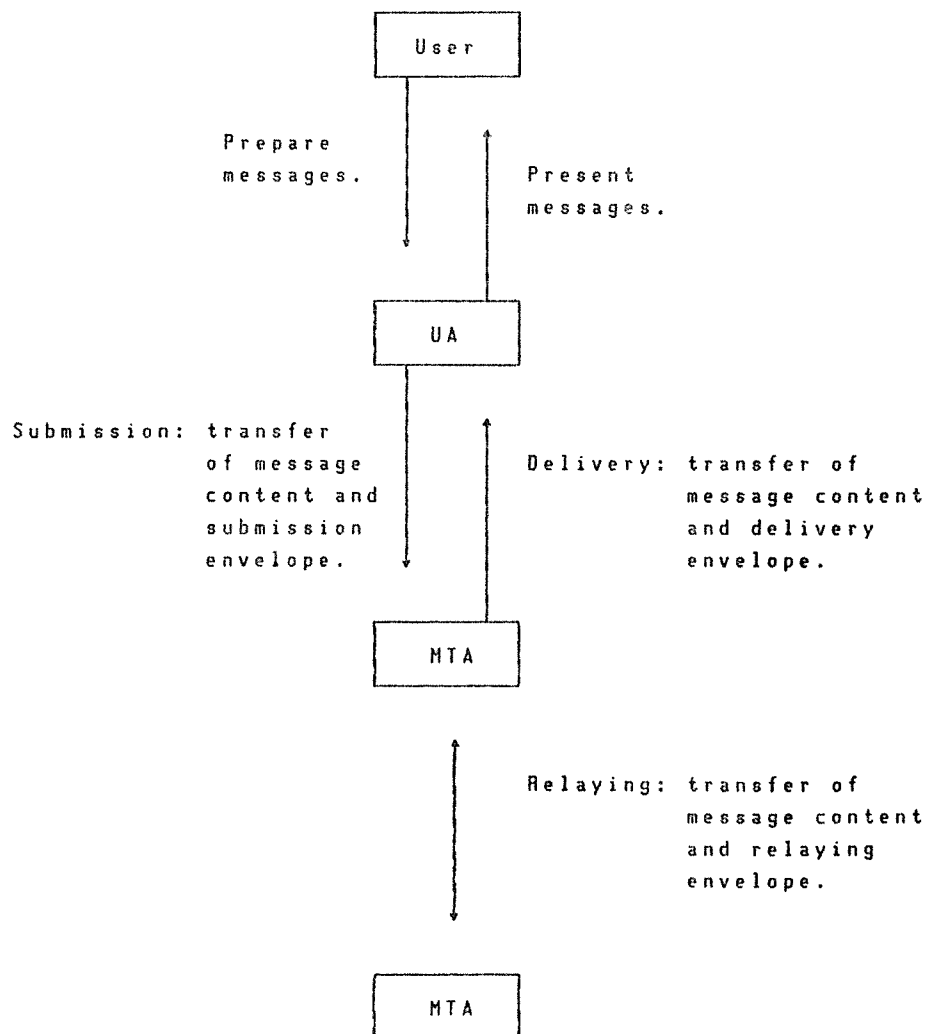 User
Prepare
messages.
Present
messages.
UA
Submission: transfer
of message
content and
submission
envelope.
Delivery: transfer of
message content
and delivery
envelope.
MTA
Relaying: transfer of
message content
and relaying
envelope.
MTA